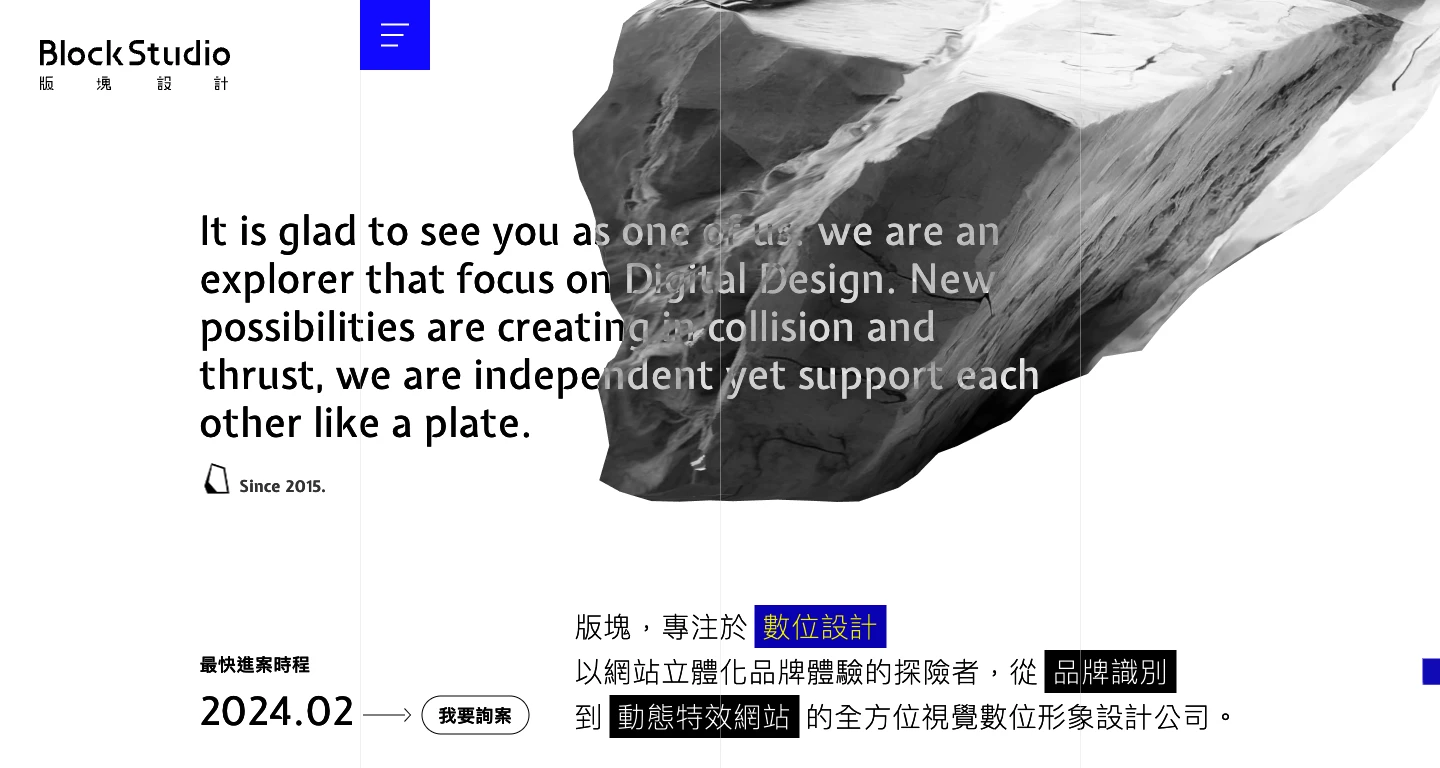 Block Studio
版塊設計
It is glad to see you as one of us. we are an
explorer that focus on Digital Design. New
possibilities are creating in collision and
thrust, we are independent yet support each
other like a plate.
Since 2015.
最快進案時程
2024.02
我要詢案
版塊，專注於 數位設計
以網站立體化品牌體驗的探險者，從 品牌識別
到 動態特效網站 的全方位視覺數位形象設計公司。